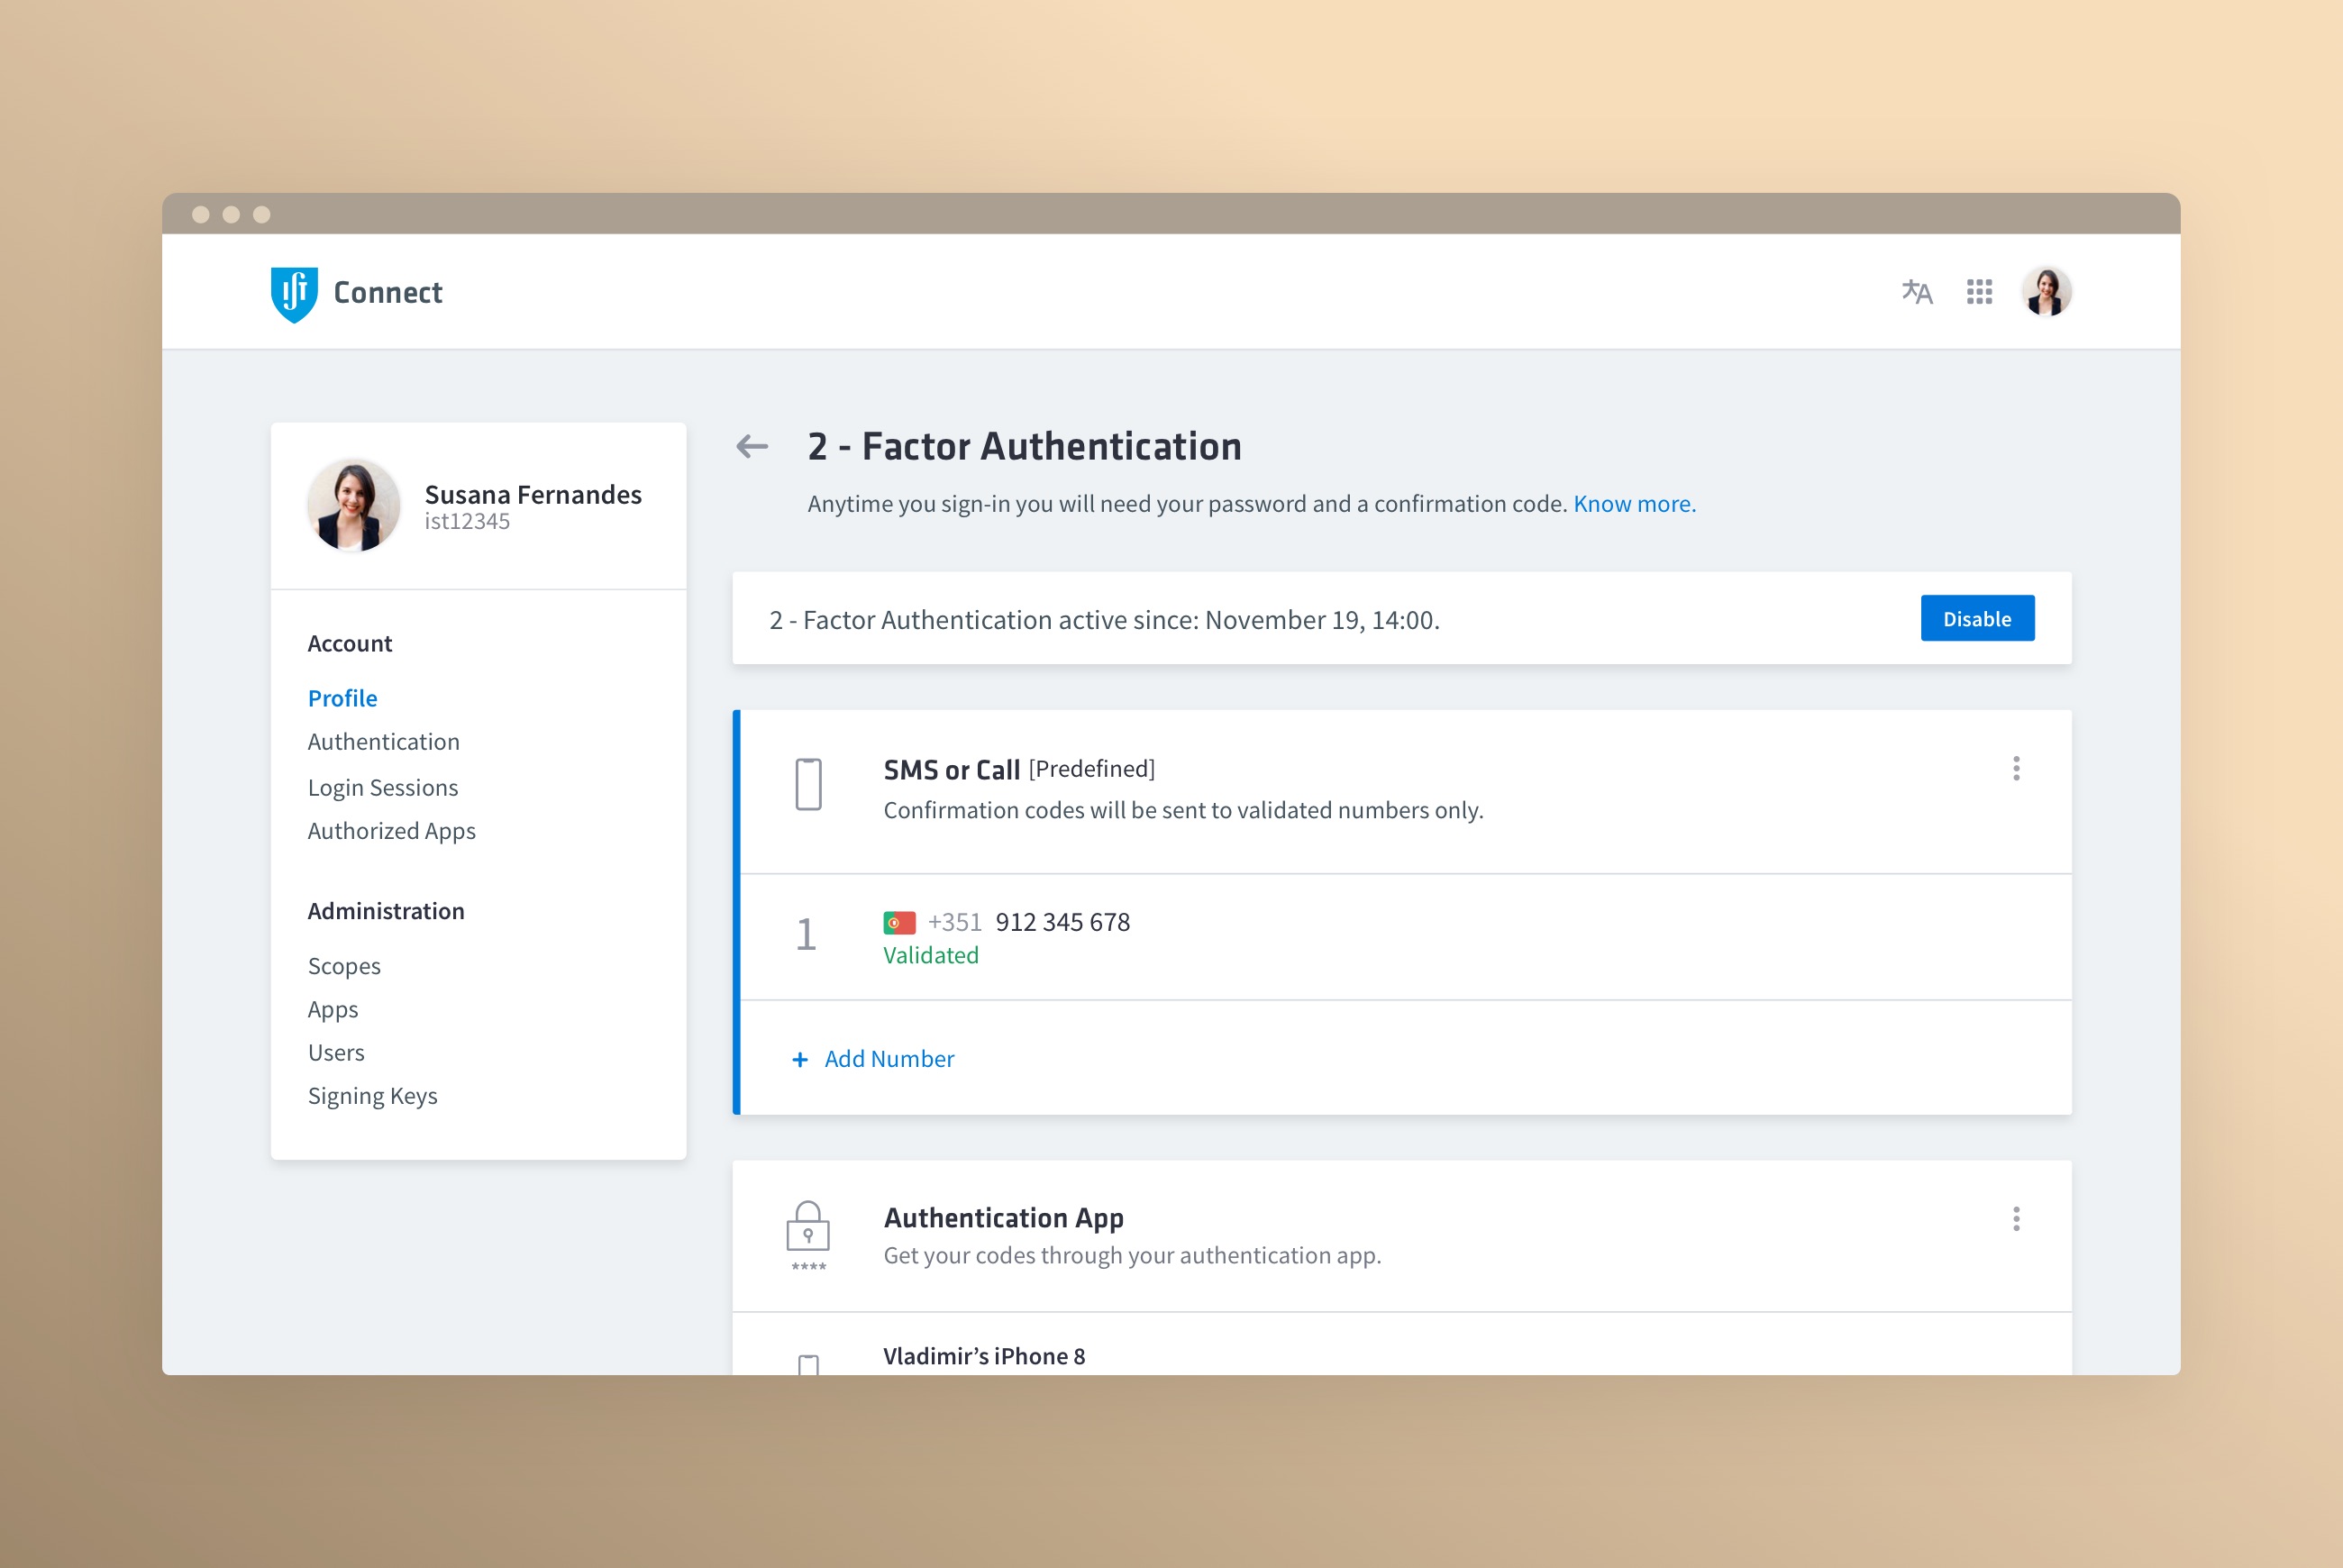 Connect
Susana Fernandes
ist12345
Account
Profile
Authentication
Login Sessions
Authorized Apps
Administration
Scopes
Apps
Users
Signing Keys
2 - Factor Authentication
Anytime you sign-in you will need your password and a confirmation code. Know more.
2 - Factor Authentication active since: November 19, 14:00.
Disable
SMS or Call [Predefined]
Confirmation codes will be sent to validated numbers only.
1
+351 912 345 678
Validated
+ Add Number
****
Authentication App
Get your codes through your authentication app.
Vladimir’s iPhone 8